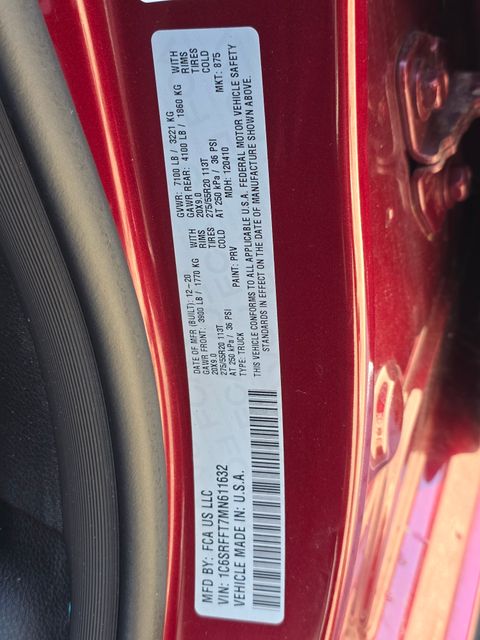 MFD BY: FCA US LLC
VIN: 1C6SRFFT7MN611632
VEHICLE MADE IN: U.S.A.
DATE OF MFR (BUILT): 12-20
GAWR FRONT: 3900 LB / 1770 KG WITH
20X9.0 RIMS
275/55R20 113T TIRES
AT 250 kPa / 36 PSI COLD
TYPE: TRUCK PAINT: PRV
GVWR: 7100 LB / 3221 KG
GAWR REAR: 4100 LB / 1860 KG WITH
20X9.0 RIMS
275/55R20 113T TIRES
AT 250 kPa / 36 PSI COLD
MDH: 120410 MKT: 875
THIS VEHICLE CONFORMS TO ALL APPLICABLE U.S.A. FEDERAL MOTOR VEHICLE SAFETY
STANDARDS IN EFFECT ON THE DATE OF MANUFACTURE SHOWN ABOVE.